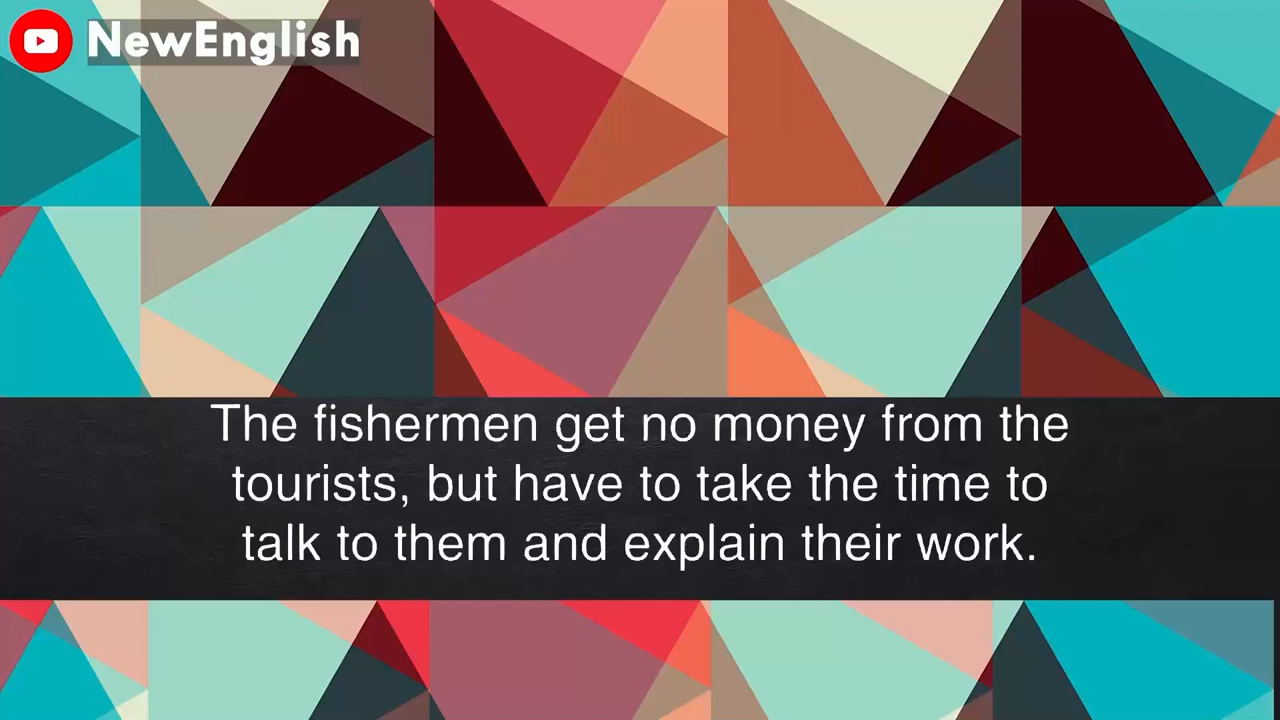 NewEnglish
The fishermen get no money from the
tourists, but have to take the time to
talk to them and explain their work.